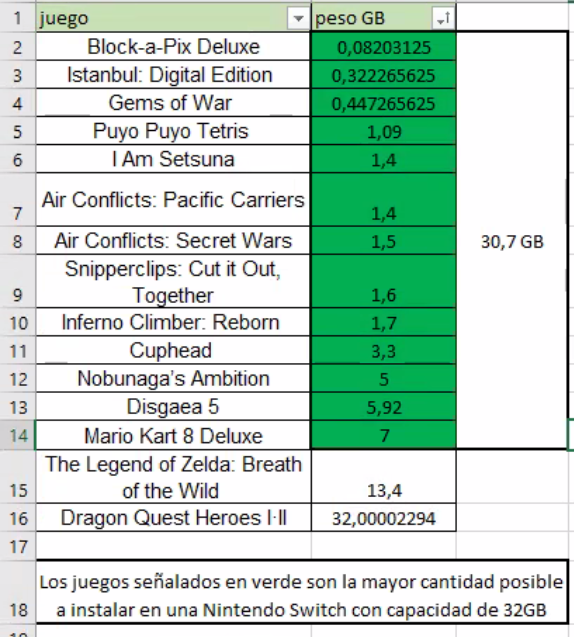 1 juego peso GB
2 Block-a-Pix Deluxe 0,08203125
3 Istanbul: Digital Edition 0,322265625
4 Gems of War 0,447265625
5 Puyo Puyo Tetris 1,09
6 I Am Setsuna 1,4
7 Air Conflicts: Pacific Carriers 1,4
8 Air Conflicts: Secret Wars 1,5 30,7 GB
Snipperclips: Cut it Out,
9 Together 1,6
10 Inferno Climber: Reborn 1,7
11 Cuphead 3,3
12 Nobunaga's Ambition 5
13 Disgaea 5 5,92
14 Mario Kart 8 Deluxe 7
The Legend of Zelda: Breath
15 of the Wild 13,4
16 Dragon Quest Heroes I·II 32,00002294
17
Los juegos señalados en verde son la mayor cantidad posible
18 a instalar en una Nintendo Switch con capacidad de 32GB